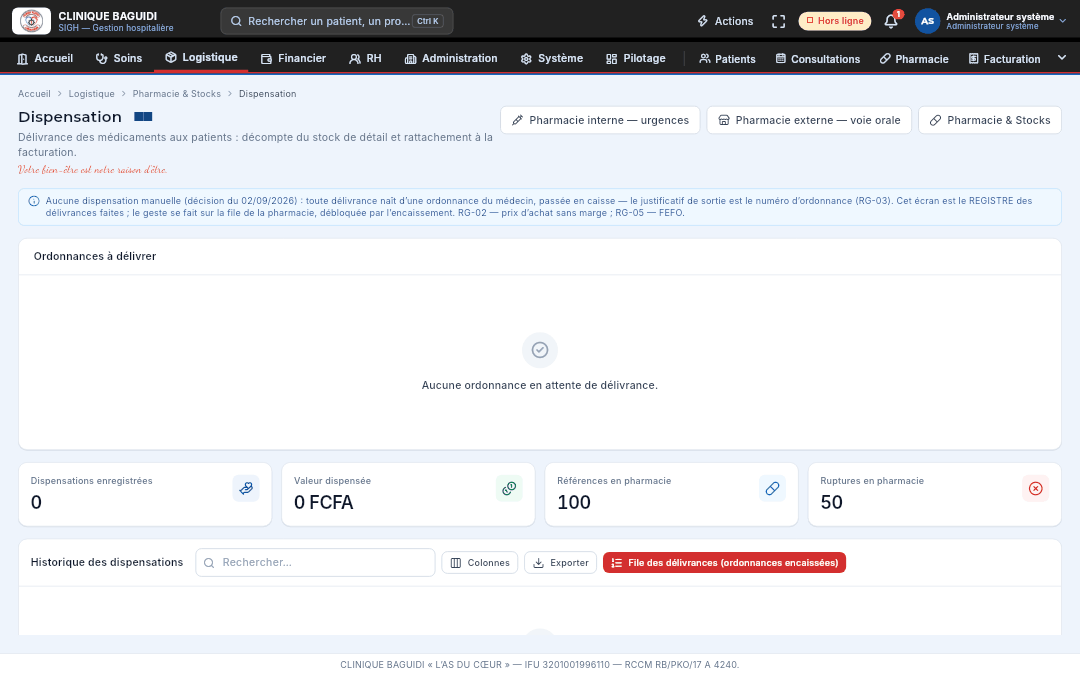 CLINIQUE BAGUIDI
SIGH — Gestion hospitalière
Rechercher un patient, un pro... Ctrl K
Actions
Hors ligne
1
AS
Administrateur système
Administrateur système
Accueil Soins Logistique Financier RH Administration Système Pilotage Patients Consultations Pharmacie Facturation
Accueil > Logistique > Pharmacie & Stocks > Dispensation
Dispensation
Délivrance des médicaments aux patients : décompte du stock de détail et rattachement à la
facturation.
Votre bien-être est notre raison d'être.
Pharmacie interne — urgences
Pharmacie externe — voie orale
Pharmacie & Stocks
Aucune dispensation manuelle (décision du 02/09/2026) : toute délivrance naît d'une ordonnance du médecin, passée en caisse — le justificatif de sortie est le numéro d'ordonnance (RG-03). Cet écran est le REGISTRE des
délivrances faites ; le geste se fait sur la file de la pharmacie, débloquée par l'encaissement. RG-02 — prix d'achat sans marge ; RG-05 — FEFO.
Ordonnances à délivrer
Aucune ordonnance en attente de délivrance.
Dispensations enregistrées
0
Valeur dispensée
0 FCFA
Références en pharmacie
100
Ruptures en pharmacie
50
Historique des dispensations
Rechercher...
Colonnes
Exporter
File des délivrances (ordonnances encaissées)
CLINIQUE BAGUIDI « L'AS DU CŒUR » — IFU 3201001996110 — RCCM RB/PKO/17 A 4240.